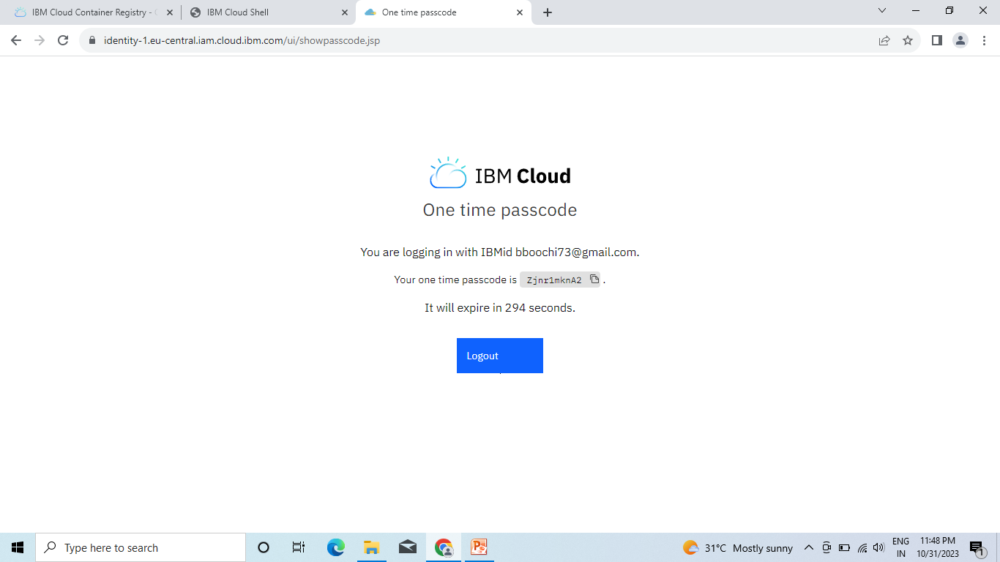 IBM Cloud Container Registry -
IBM Cloud Shell
One time passcode
identity-1.eu-central.iam.cloud.ibm.com/ui/showpasscode.jsp
IBM Cloud
One time passcode
You are logging in with IBMid bboochi73@gmail.com.
Your one time passcode is Zjnr1mknA2 .
It will expire in 294 seconds.
Logout
Type here to search
31°C Mostly sunny
ENG
IN
11:48 PM
10/31/2023
1